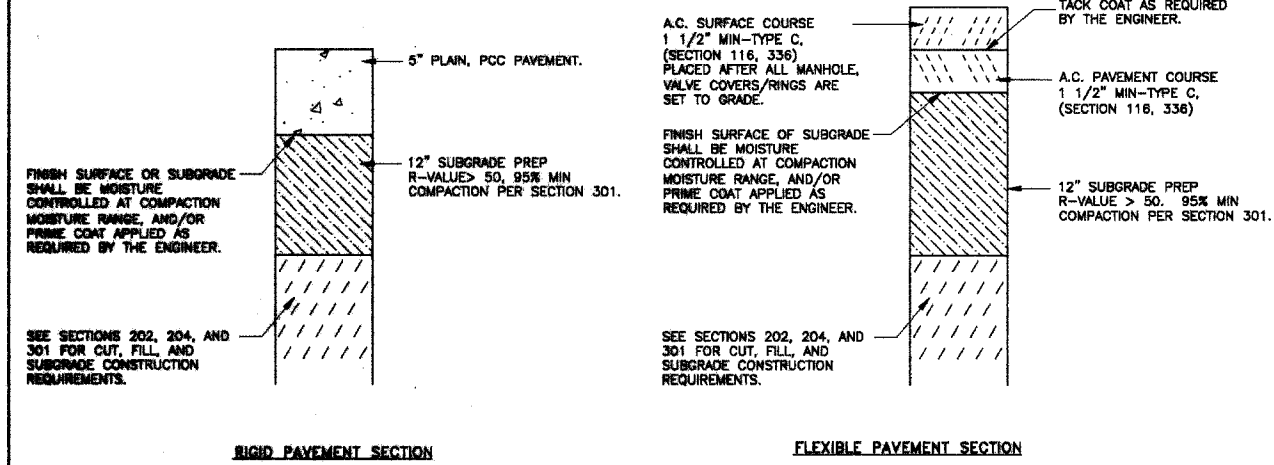 5" PLAIN, PCC PAVEMENT.
FINISH SURFACE OR SUBGRADE
SHALL BE MOISTURE
CONTROLLED AT COMPACTION
MOISTURE RANGE, AND/OR
PRIME COAT APPLIED AS
REQUIRED BY THE ENGINEER.
12" SUBGRADE PREP
R-VALUE> 50, 95% MIN
COMPACTION PER SECTION 301.
SEE SECTIONS 202, 204, AND
301 FOR CUT, FILL, AND
SUBGRADE CONSTRUCTION
REQUIREMENTS.
RIGID PAVEMENT SECTION
A.C. SURFACE COURSE
1 1/2" MIN-TYPE C,
(SECTION 116, 336)
PLACED AFTER ALL MANHOLE,
VALVE COVERS/RINGS ARE
SET TO GRADE.
TACK COAT AS REQUIRED
BY THE ENGINEER.
A.C. PAVEMENT COURSE
1 1/2" MIN-TYPE C,
(SECTION 116, 336)
FINISH SURFACE OF SUBGRADE
SHALL BE MOISTURE
CONTROLLED AT COMPACTION
MOISTURE RANGE, AND/OR
PRIME COAT APPLIED AS
REQUIRED BY THE ENGINEER.
12" SUBGRADE PREP
R-VALUE > 50. 95% MIN
COMPACTION PER SECTION 301.
SEE SECTIONS 202, 204, AND
301 FOR CUT, FILL, AND
SUBGRADE CONSTRUCTION
REQUIREMENTS.
FLEXIBLE PAVEMENT SECTION